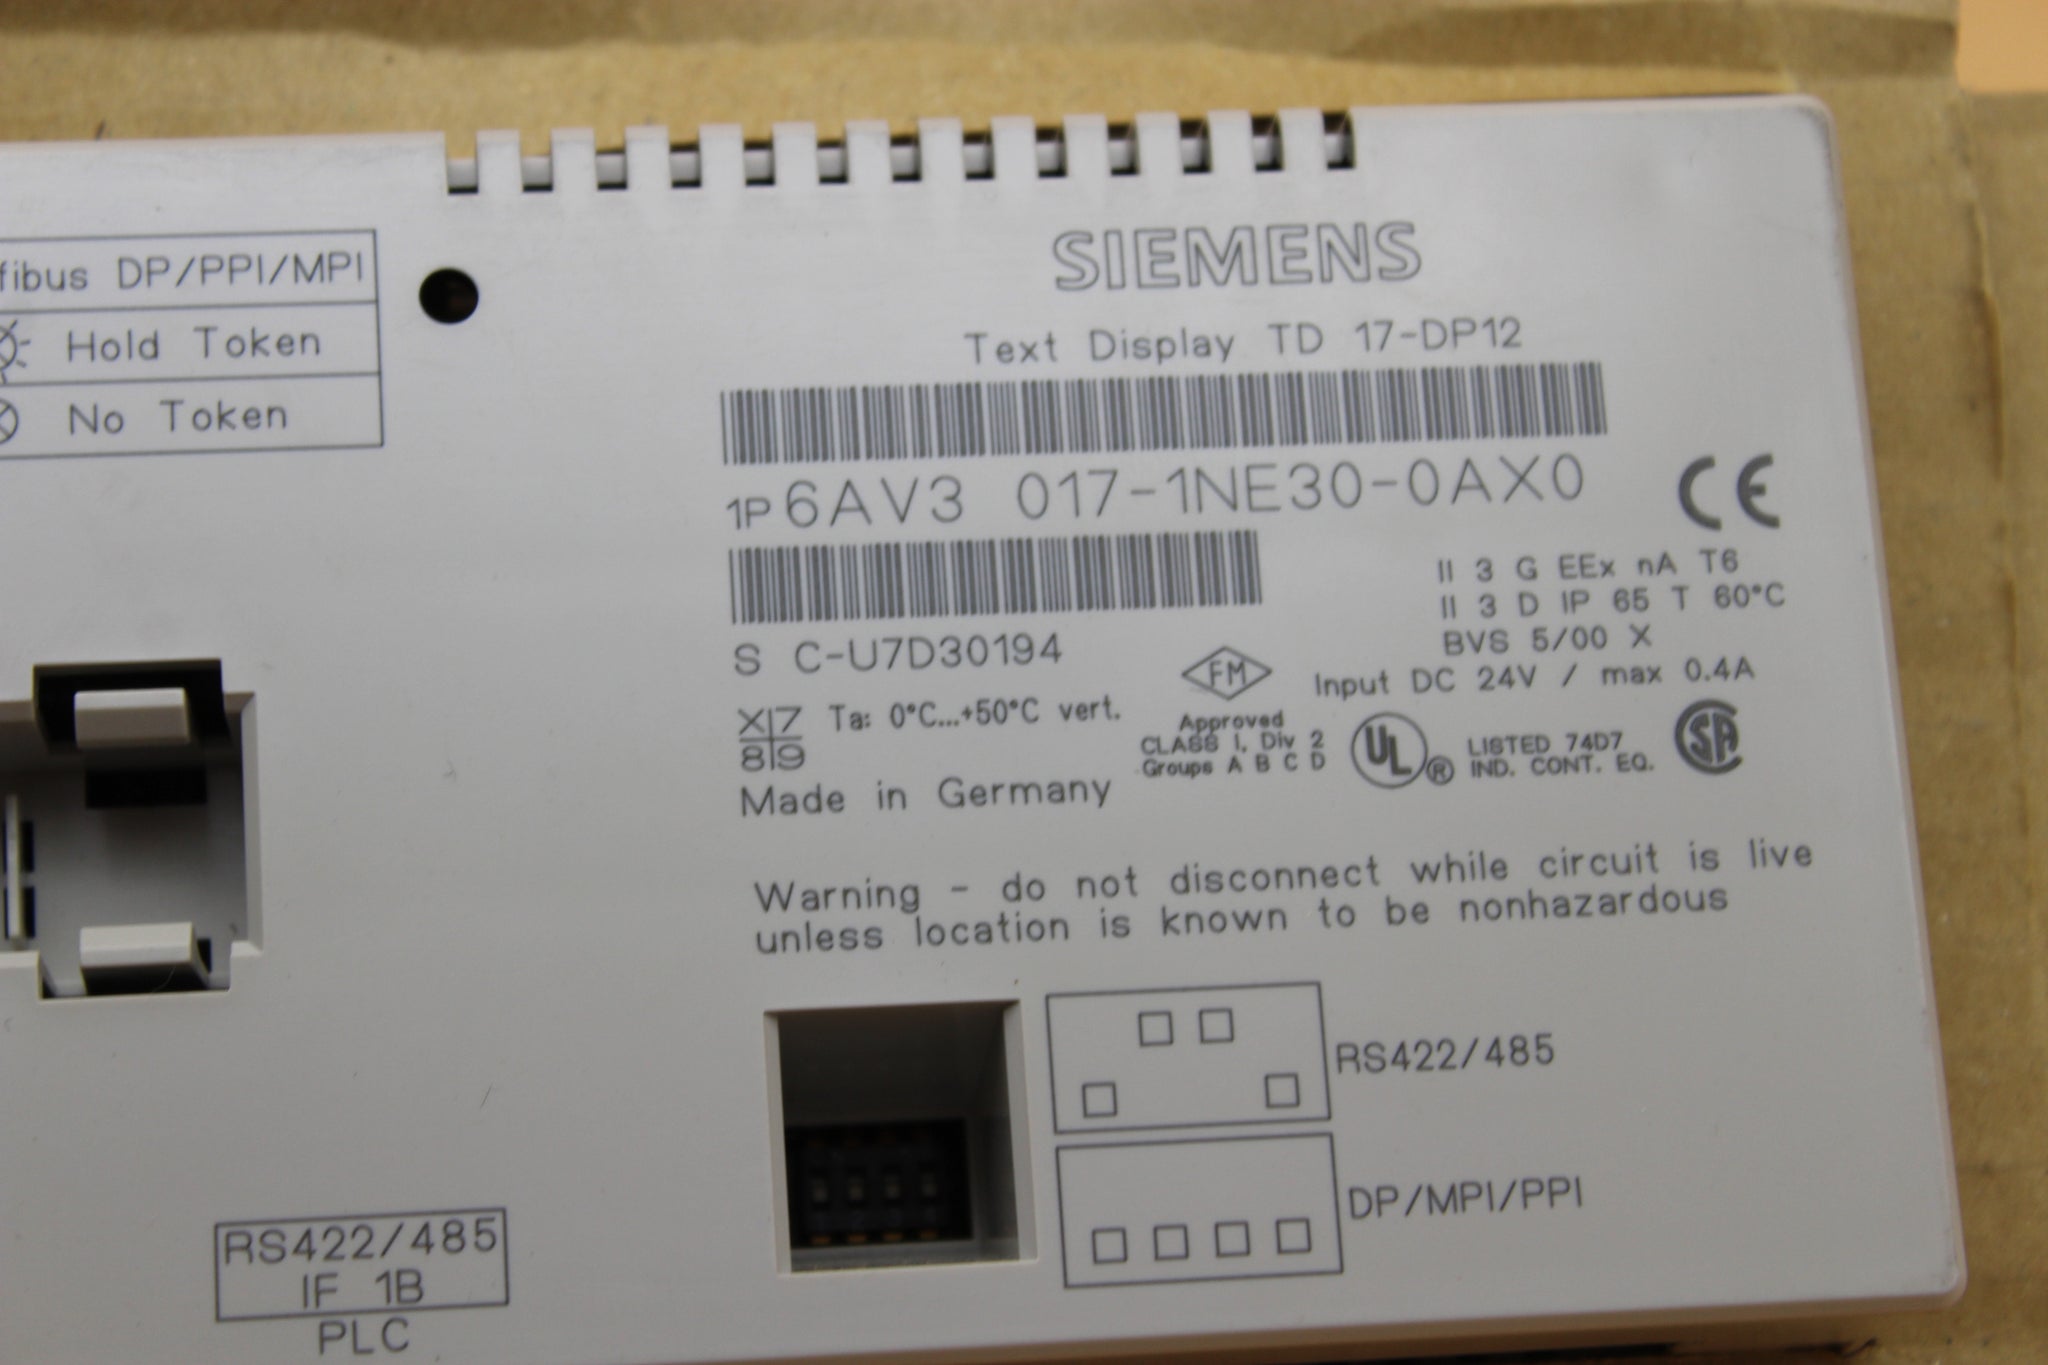 fibus DP/PPI/MPI
Hold Token
No Token
SIEMENS
Text Display TD 17-DP12
1P 6AV3 017-1NE30-0AX0
CE
II 3 G EEx nA T6
II 3 D IP 65 T 60°C
BVS 5/00 X
Input DC 24V / max 0.4A
S C-U7D30194
X 7
8 9
Ta: 0°C...+50°C vert.
Made in Germany
FM
Approved
CLASS I, Div 2
Groups A B C D
UL ®
LISTED 74D7
IND. CONT. EQ.
SA
Warning - do not disconnect while circuit is live
unless location is known to be nonhazardous
RS422/485
DP/MPI/PPI
RS422/485
IF 1B
PLC